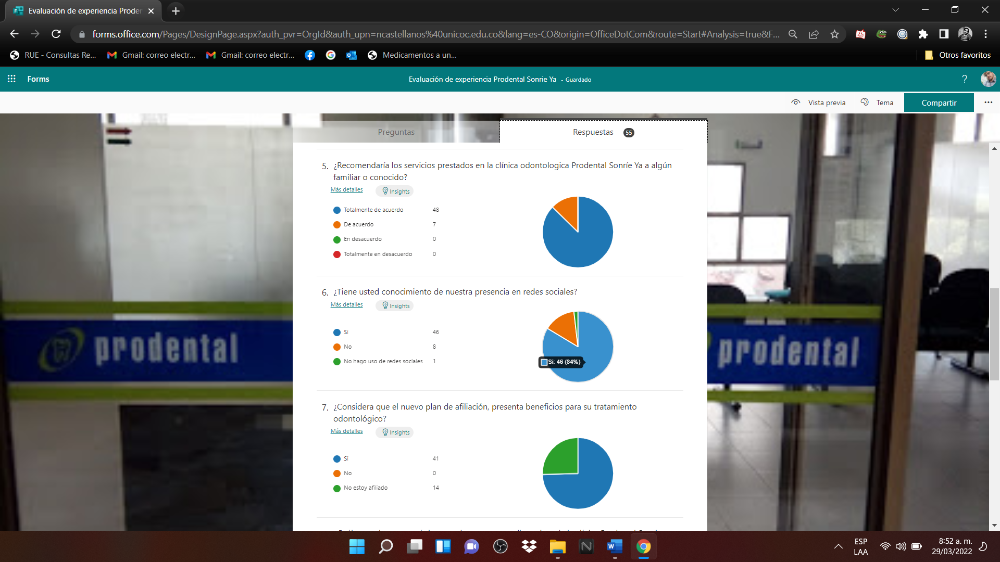 Evaluación de experiencia Proden
forms.office.com/Pages/DesignPage.aspx?auth_pvr=OrgId&auth_upn=ncastellanos%40unicoc.edu.co&lang=es-CO&origin=OfficeDotCom&route=Start#Analysis=true&F...
RUE - Consultas Re... Gmail: correo electr... Gmail: correo electr... Medicamentos a un... Otros favoritos
Forms Evaluación de experiencia Prodental Sonrie Ya - Guardado ?
Vista previa Tema Compartir ...
Preguntas Respuestas 55
5. ¿Recomendaría los servicios prestados en la clínica odontologica Prodental Sonríe Ya a algún
familiar o conocido?
Más detalles Insights
Totalmente de acuerdo 48
De acuerdo 7
En desacuerdo 0
Totalmente en desacuerdo 0
6. ¿Tiene usted conocimiento de nuestra presencia en redes sociales?
Más detalles Insights
Si 46
No 8
No hago uso de redes sociales 1
Si: 46 (84%)
prodental
prodental
7. ¿Considera que el nuevo plan de afiliación, presenta beneficios para su tratamiento
odontológico?
Más detalles Insights
Si 41
No 0
No estoy afiliado 14
ESP
LAA
8:52 a. m.
29/03/2022